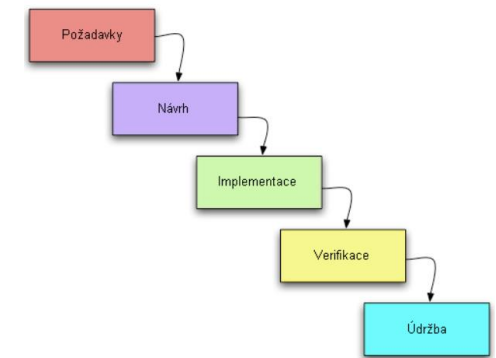 Požadavky
Návrh
Implementace
Verifikace
Údržba